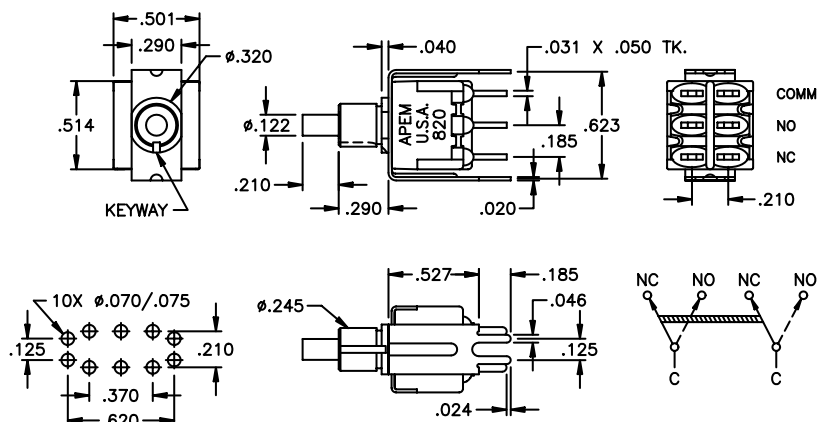 .501
.290
Ø.320
.514
KEYWAY
.040
.031 X .050 TK.
Ø.122
APEM
U.S.A.
820
.185
.623
.210
.290
.020
COMM
NO
NC
.210
10X Ø.070/.075
.125
.210
.370
.620
Ø.245
.527
.185
.046
.125
.024
NC NO NC NO
C C